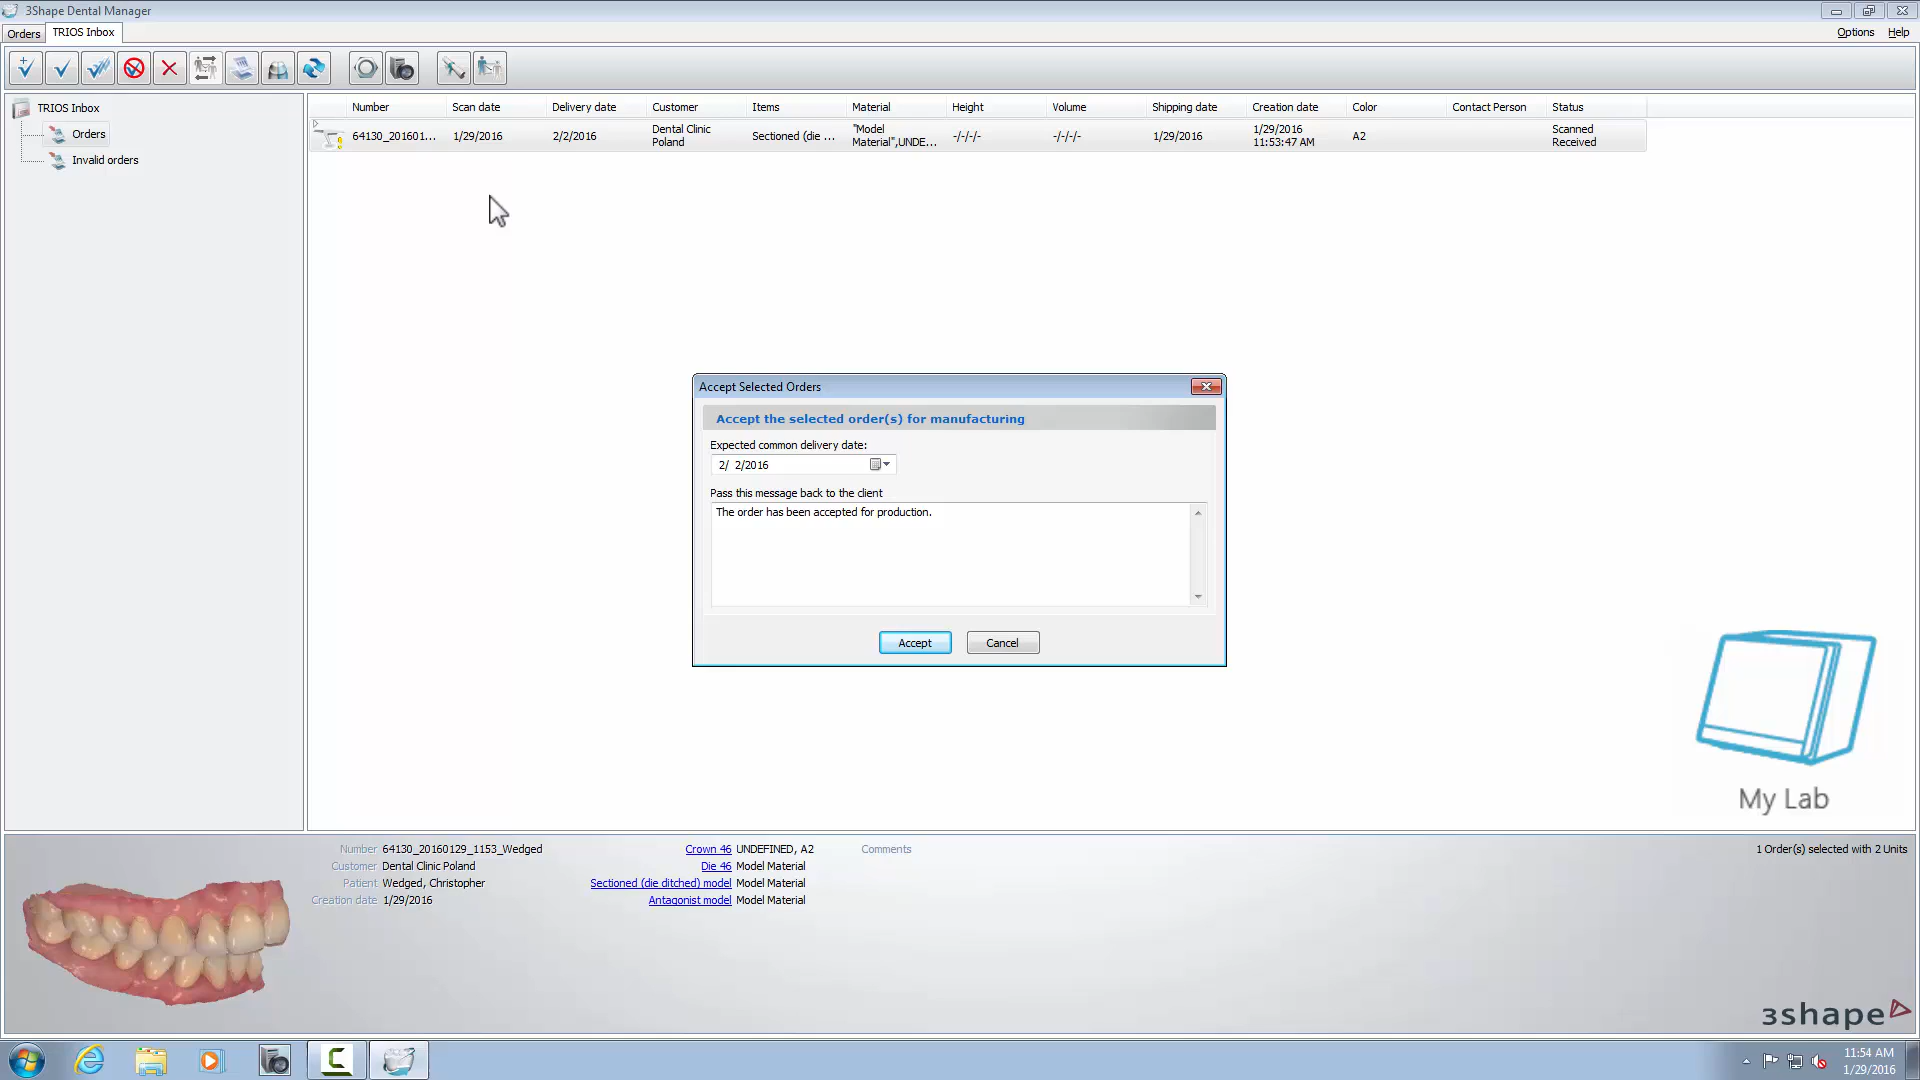 3Shape Dental Manager
Orders
TRIOS Inbox
Options
Help
TRIOS Inbox
Orders
Invalid orders
Number
Scan date
Delivery date
Customer
Items
Material
Height
Volume
Shipping date
Creation date
Color
Contact Person
Status
64130_201601...
1/29/2016
2/2/2016
Dental Clinic
Poland
Sectioned (die ...
"Model
Material",UNDE...
-/-/-/-
-/-/-/-
1/29/2016
1/29/2016
11:53:47 AM
A2
Scanned
Received
Accept Selected Orders
Accept the selected order(s) for manufacturing
Expected common delivery date:
2/ 2/2016
Pass this message back to the client
The order has been accepted for production.
Accept
Cancel
My Lab
Number 64130_20160129_1153_Wedged
Customer Dental Clinic Poland
Patient Wedged, Christopher
Creation date 1/29/2016
Crown 46 UNDEFINED, A2
Die 46 Model Material
Sectioned (die ditched) model Model Material
Antagonist model Model Material
Comments
1 Order(s) selected with 2 Units
3shape
11:54 AM
1/29/2016